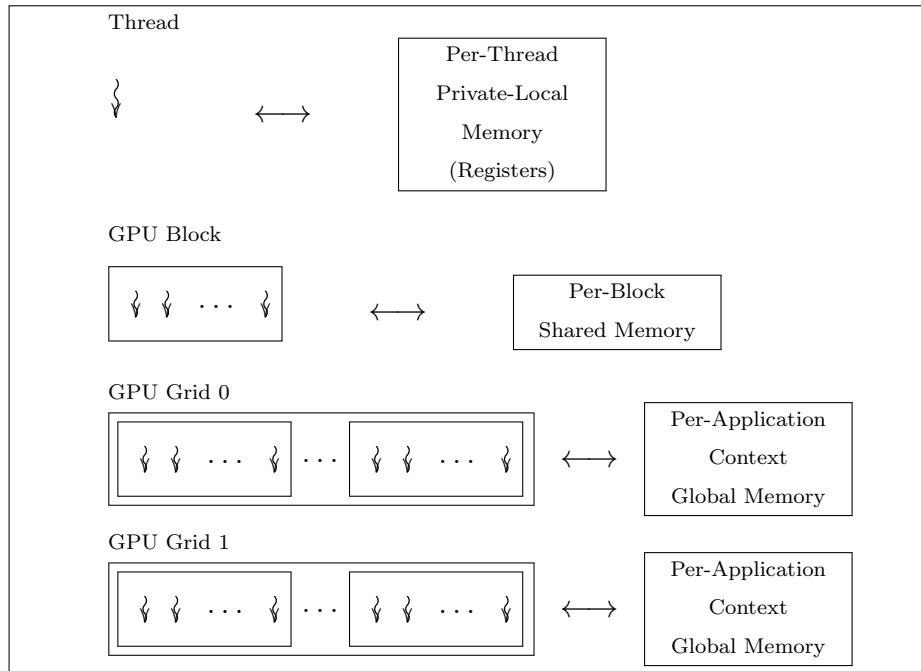 Thread
Per-Thread
Private-Local
Memory
(Registers)
GPU Block
· · ·
Per-Block
Shared Memory
GPU Grid 0
· · · · · · · · ·
Per-Application
Context
Global Memory
GPU Grid 1
· · · · · · · · ·
Per-Application
Context
Global Memory